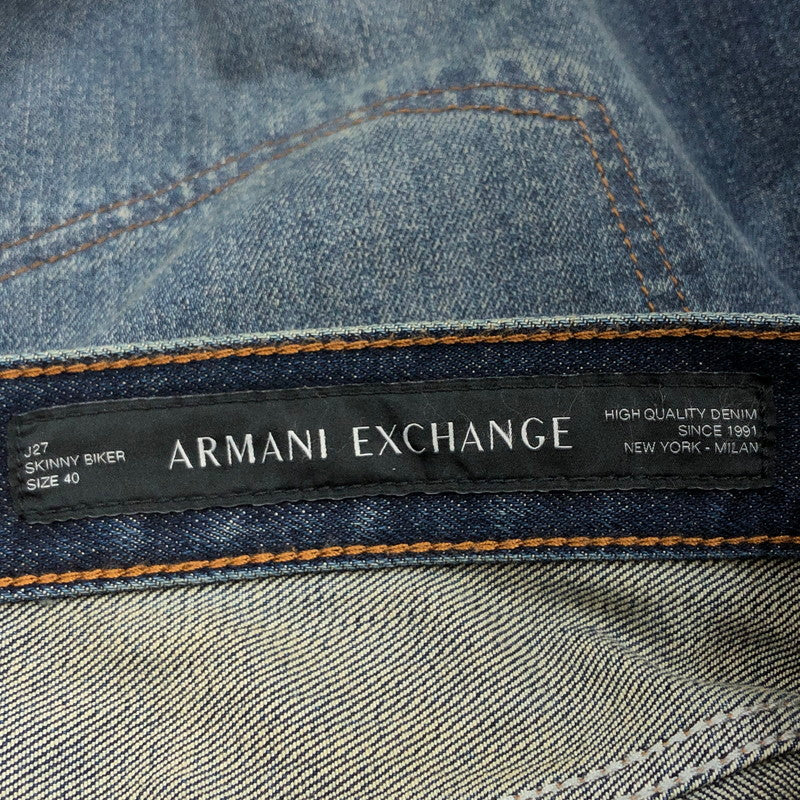 J27
SKINNY BIKER
SIZE 40
ARMANI EXCHANGE
HIGH QUALITY DENIM
SINCE 1991
NEW YORK - MILAN